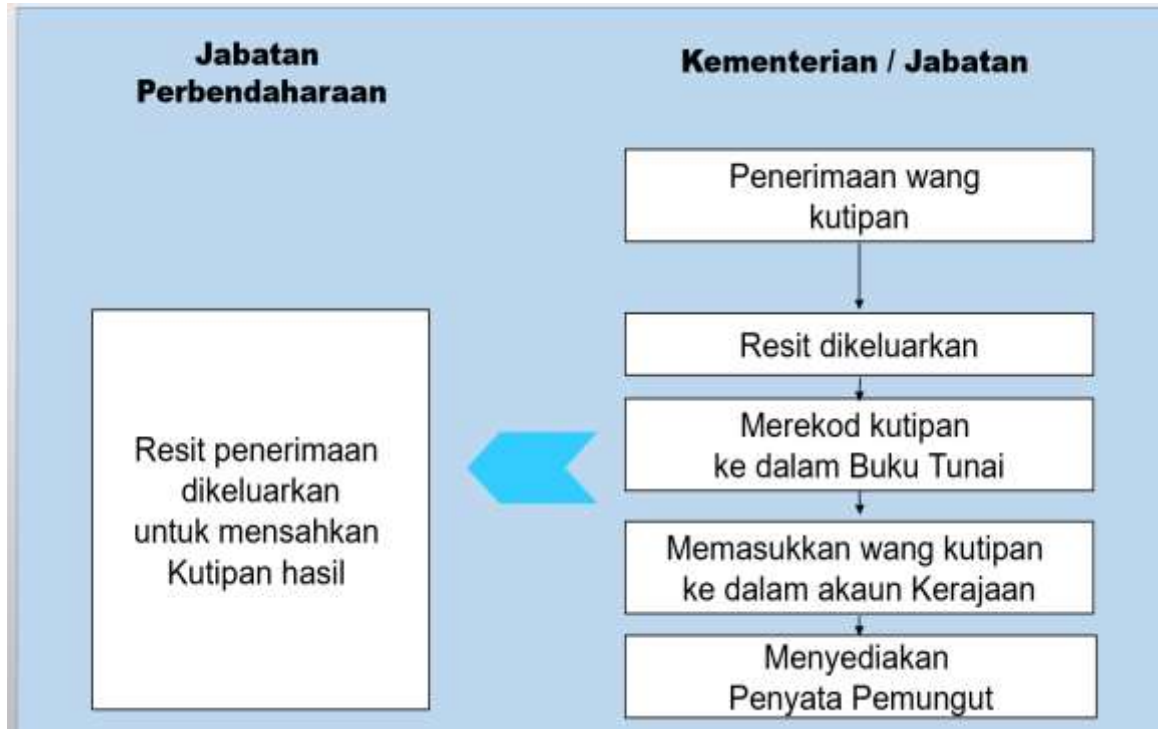 Jabatan
Perbendaharaan
Kementerian / Jabatan
Penerimaan wang
kutipan
Resit dikeluarkan
Merekod kutipan
ke dalam Buku Tunai
Memasukkan wang kutipan
ke dalam akaun Kerajaan
Menyediakan
Penyata Pemungut
Resit penerimaan
dikeluarkan
untuk mensahkan
Kutipan hasil